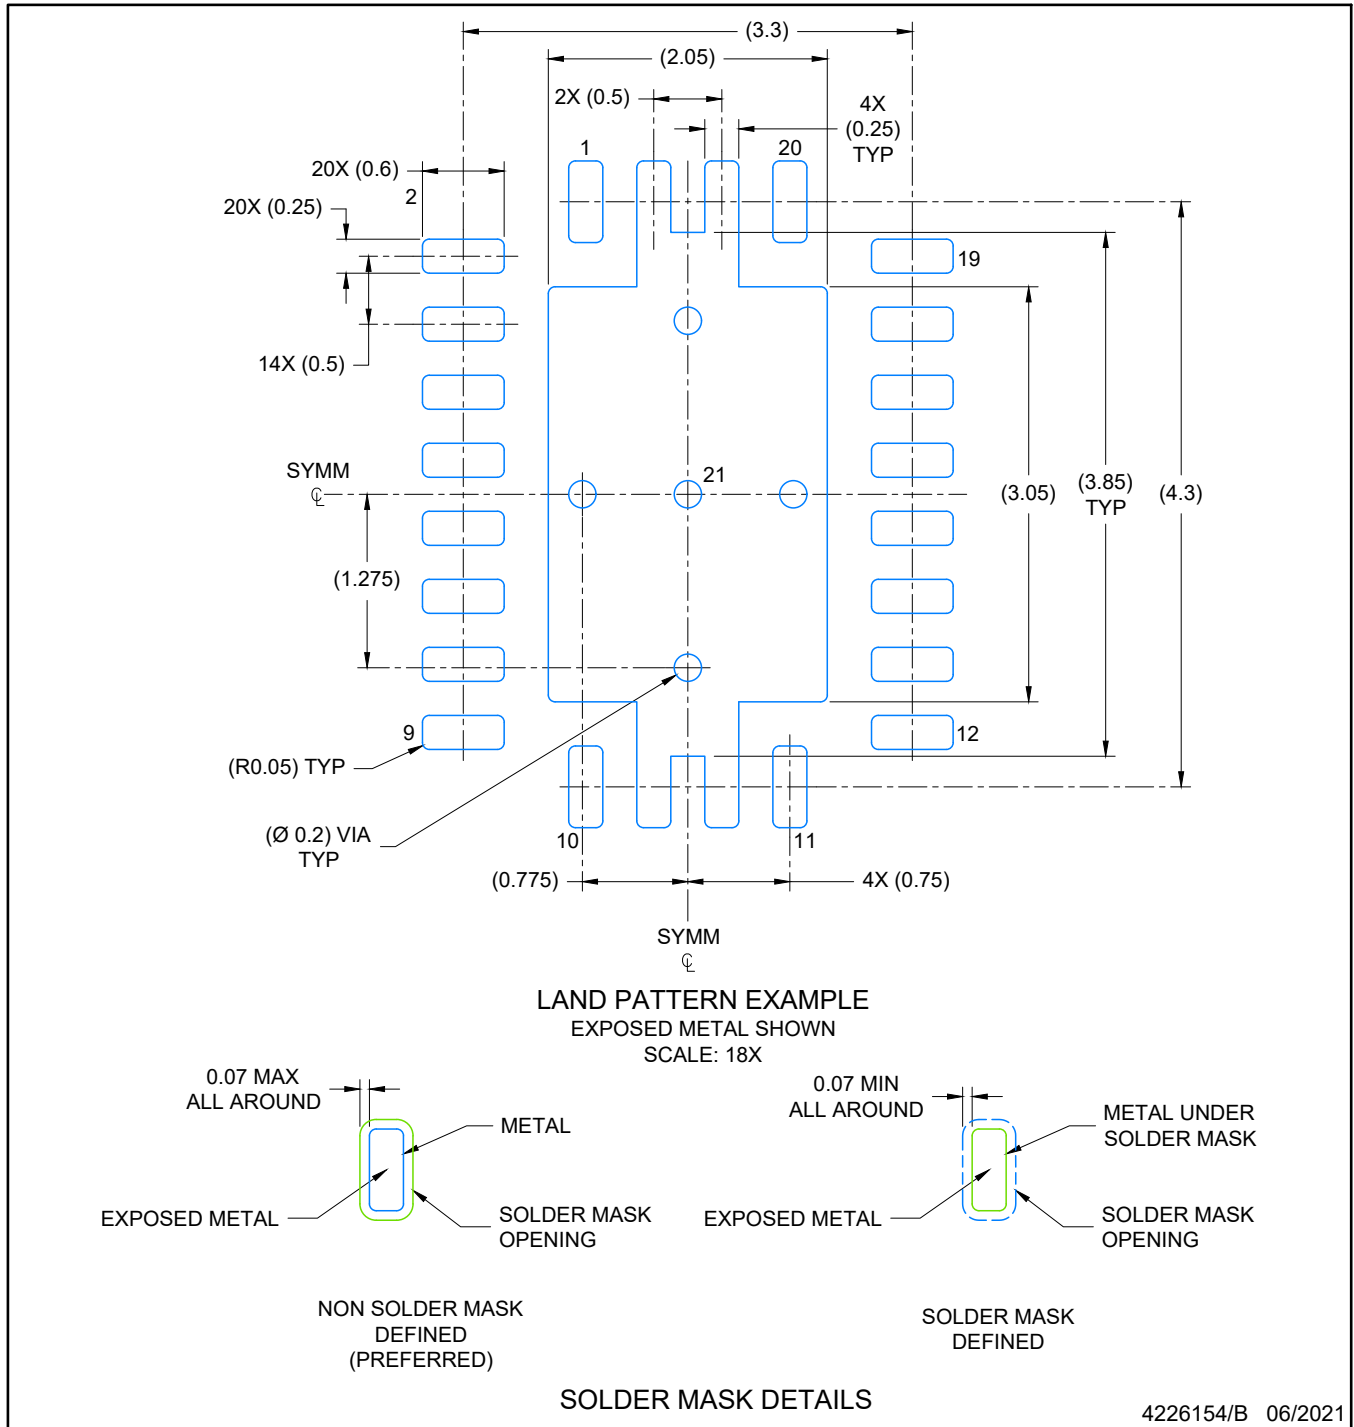 (3.3)
(2.05)
2X (0.5)
4X
(0.25)
TYP
1
20
20X (0.6)
2
20X (0.25)
19
14X (0.5)
SYMM
℄
21
(3.05)
(3.85)
TYP
(4.3)
(1.275)
9
12
(R0.05) TYP
(Ø 0.2) VIA
TYP
10
11
(0.775)
4X (0.75)
SYMM
℄
LAND PATTERN EXAMPLE
EXPOSED METAL SHOWN
SCALE: 18X
0.07 MAX
ALL AROUND
METAL
EXPOSED METAL
SOLDER MASK
OPENING
NON SOLDER MASK
DEFINED
(PREFERRED)
0.07 MIN
ALL AROUND
METAL UNDER
SOLDER MASK
EXPOSED METAL
SOLDER MASK
OPENING
SOLDER MASK
DEFINED
SOLDER MASK DETAILS
4226154/B 06/2021